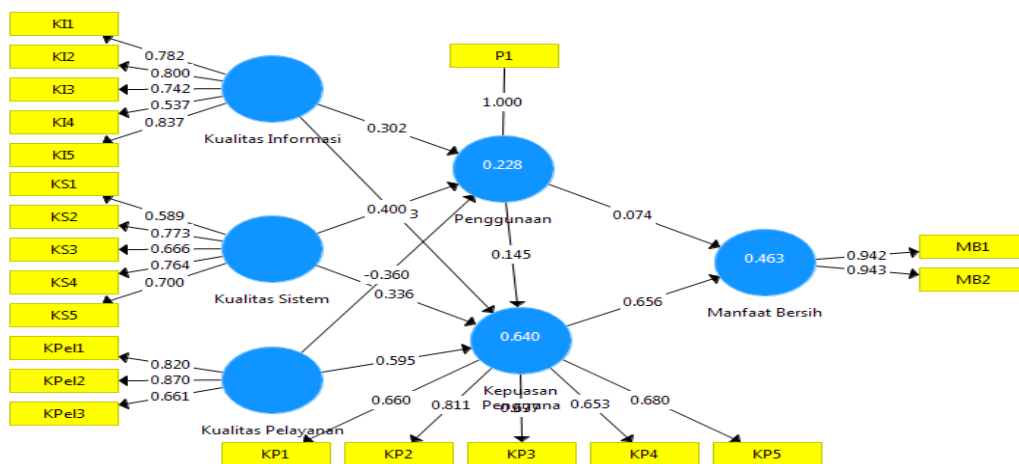 KI1
KI2
KI3
KI4
KI5
0.782
0.800
0.742
0.537
0.837
Kualitas Informasi
KS1
KS2
KS3
KS4
KS5
0.589
0.773
0.666
0.764
0.700
Kualitas Sistem
KPel1
KPel2
KPel3
0.820
0.870
0.661
Kualitas Pelayanan
P1
1.000
0.302
0.400
3
-0.360
0.336
0.595
0.228
Penggunaan
0.145
0.074
0.640
Kepuasan
Pengguna
0.656
0.463
Manfaat Bersih
0.942
0.943
MB1
MB2
0.660
0.811
0.653
0.680
KP1
KP2
KP3
KP4
KP5